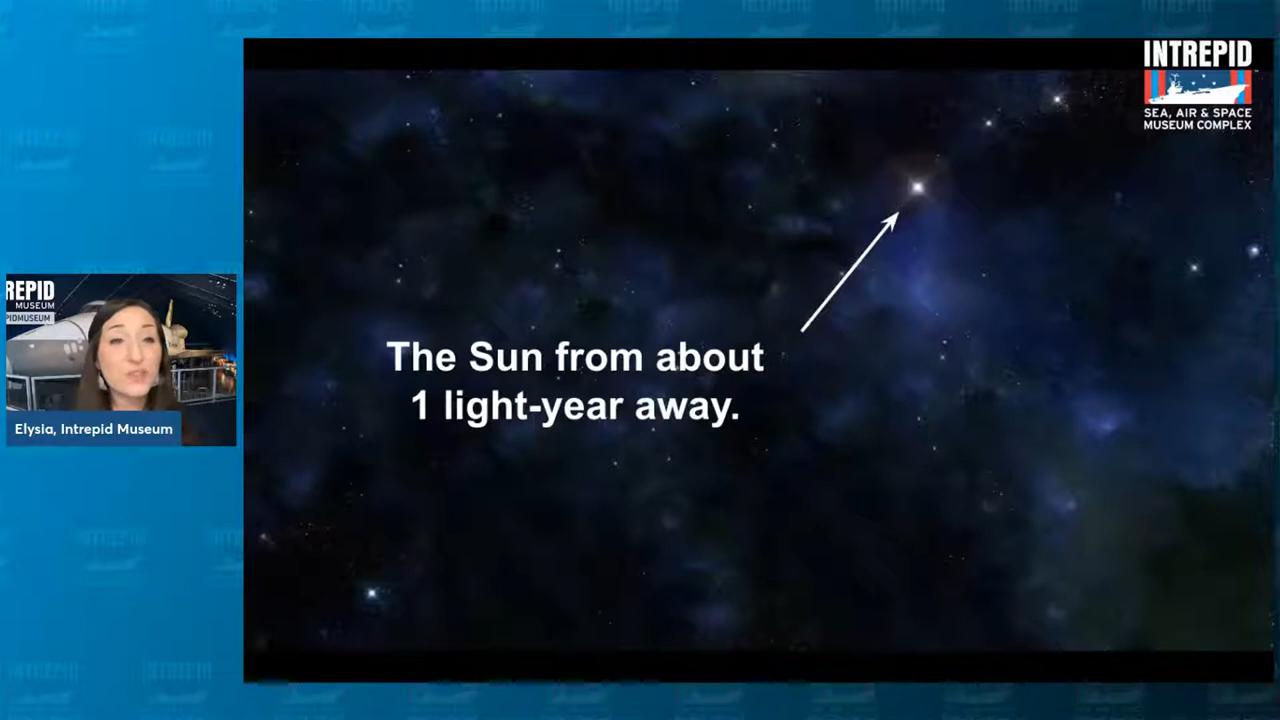 INTREPID
SEA, AIR & SPACE
MUSEUM COMPLEX
The Sun from about
1 light-year away.
REPID
MUSEUM
PIDMUSEUM
Elysia, Intrepid Museum